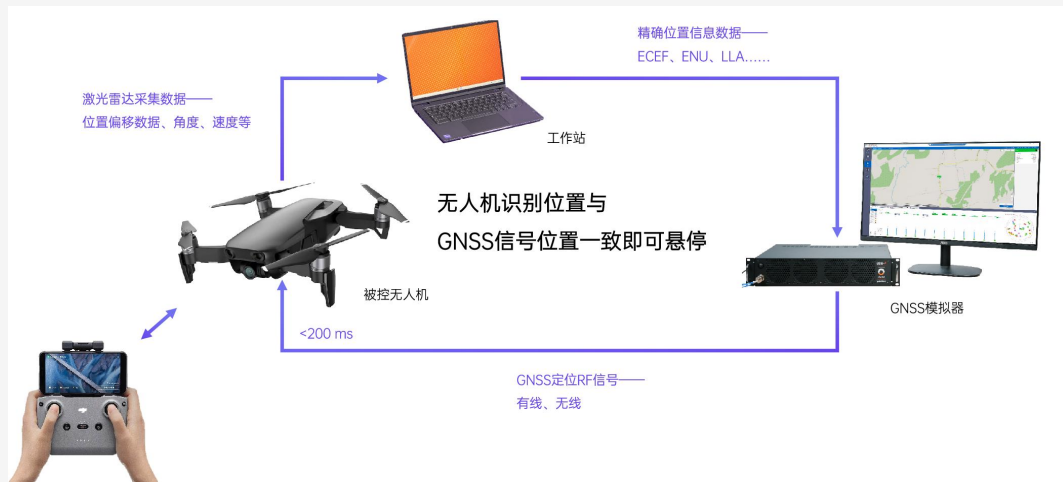 精确位置信息数据——
ECEF、ENU、LLA……
激光雷达采集数据——
位置偏移数据、角度、速度等
工作站
无人机识别位置与
GNSS信号位置一致即可悬停
被控无人机
GNSS模拟器
<200 ms
GNSS定位RF信号——
有线、无线
dji